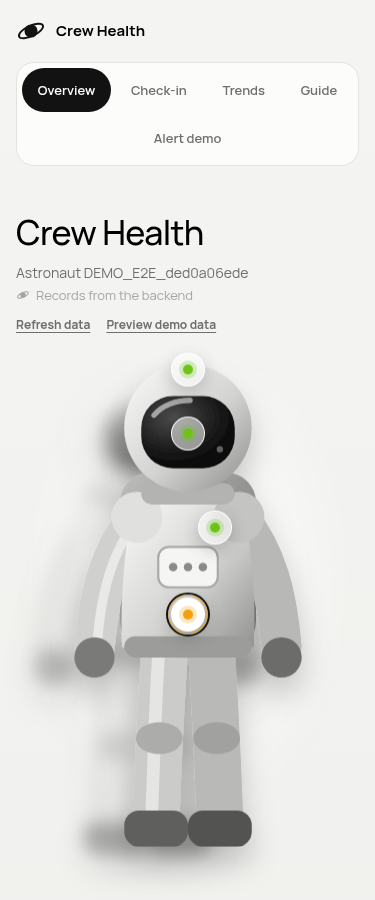 Crew Health
Overview Check-in Trends Guide
Alert demo
Crew Health
Astronaut DEMO_E2E_ded0a06ede
Records from the backend
Refresh data Preview demo data